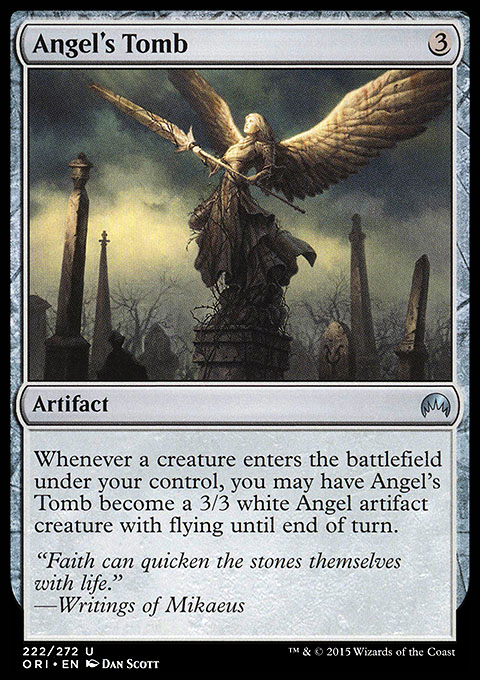 Angel's Tomb 3
Artifact
Whenever a creature enters the battlefield
under your control, you may have Angel's
Tomb become a 3/3 white Angel artifact
creature with flying until end of turn.
“Faith can quicken the stones themselves
with life.”
—Writings of Mikaeus
222/272 U
ORI • EN DAN SCOTT
™ & © 2015 Wizards of the Coast